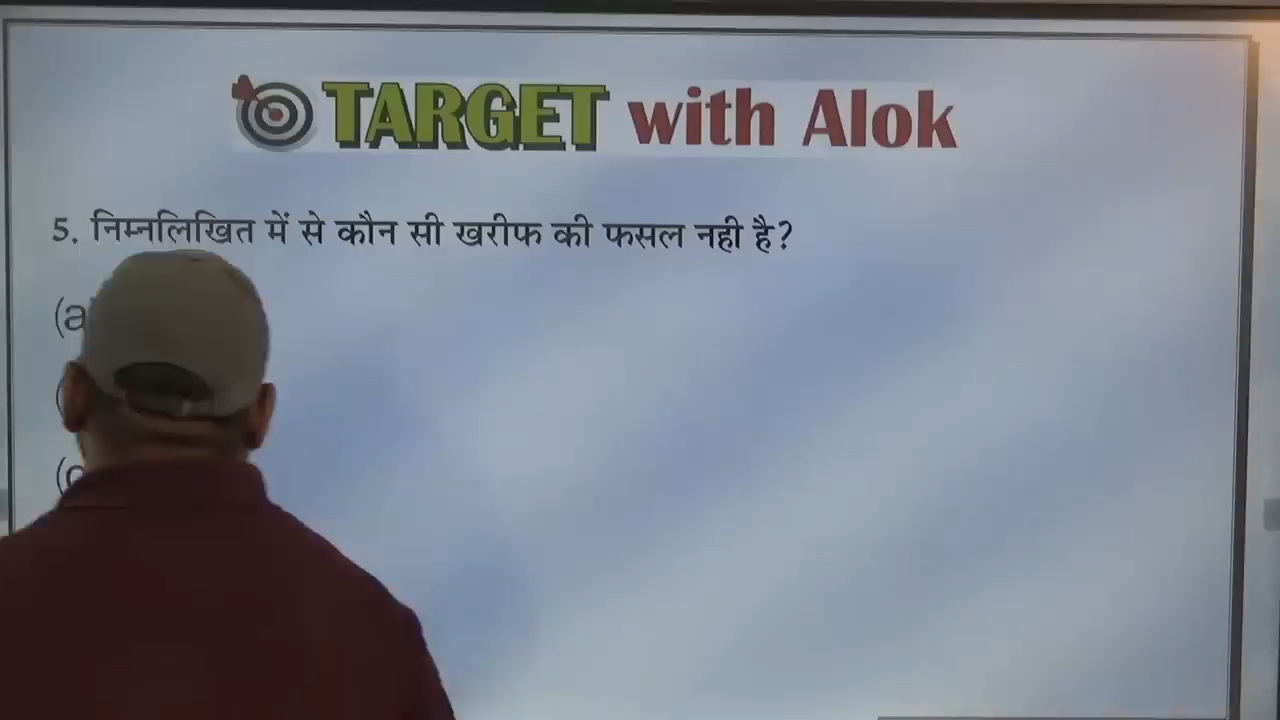 TARGET with Alok
5. निम्नलिखित में से कौन सी खरीफ की फसल नही है?
(a
(
(c